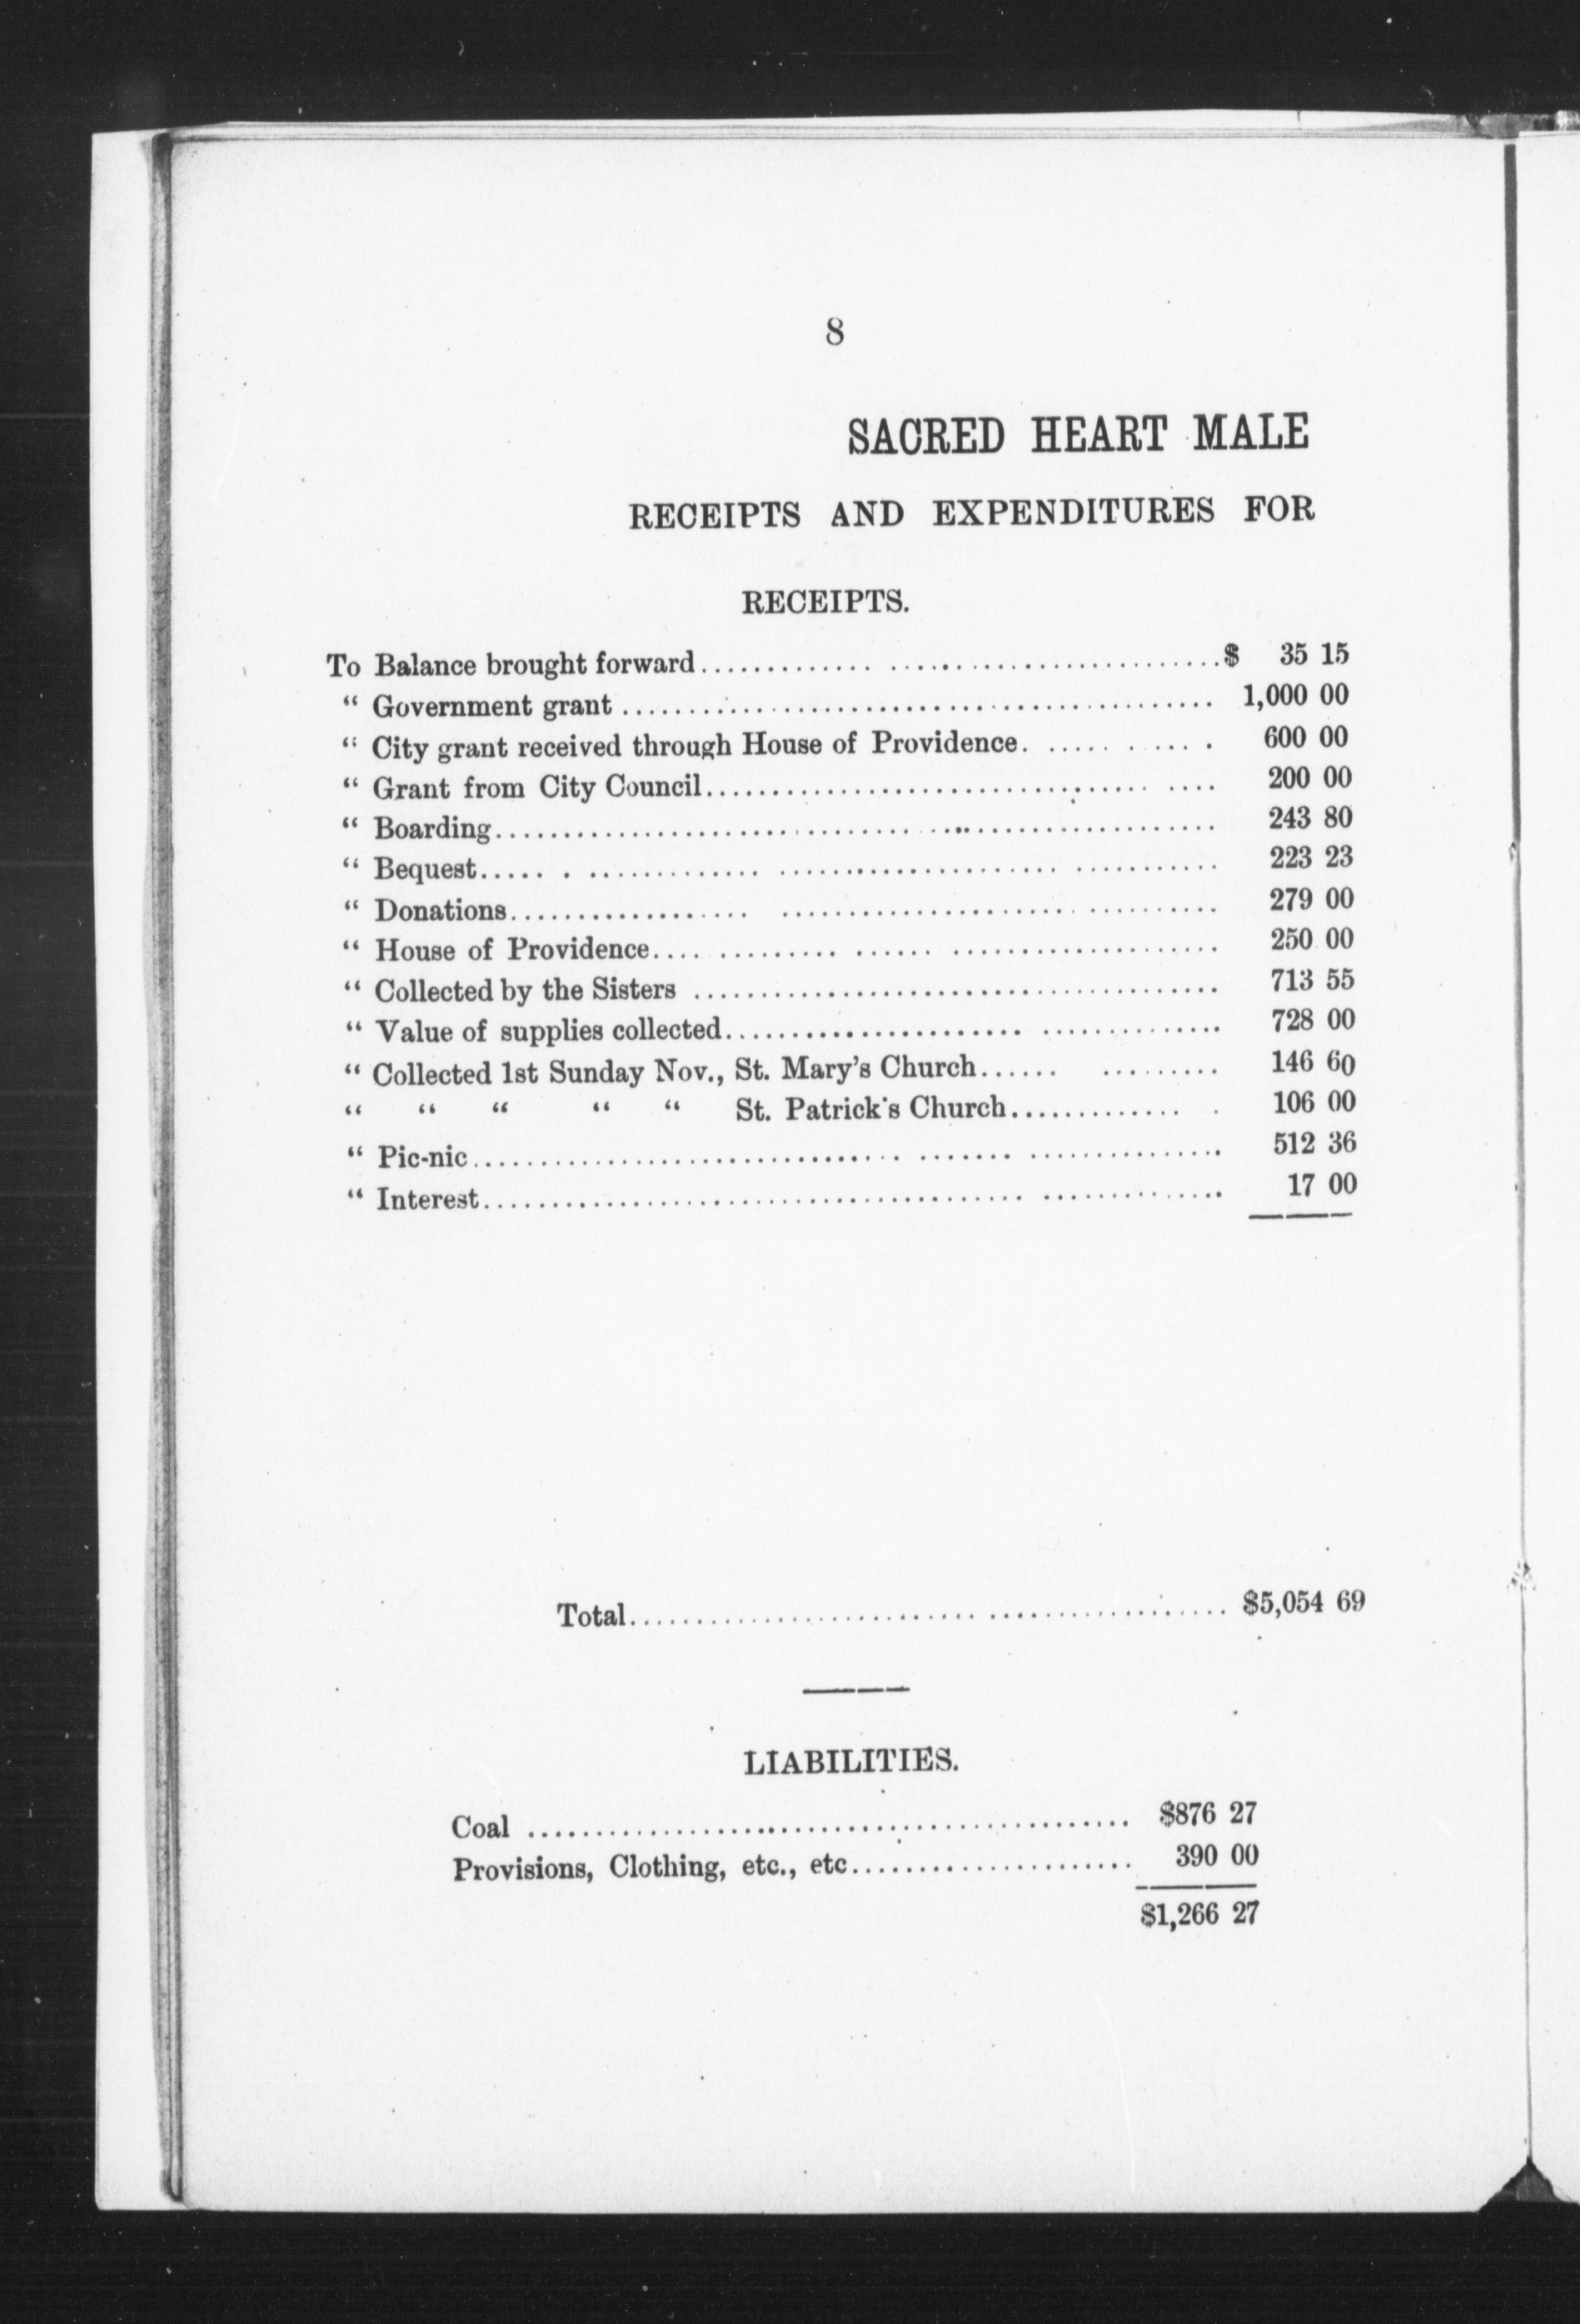 8
SACRED HEART MALE
RECEIPTS AND EXPENDITURES FOR
RECEIPTS.
To Balance brought forward........................................$ 35 15
“ Government grant ........................................ 1,000 00
“ City grant received through House of Providence. ........... 600 00
“ Grant from City Council........................................ 200 00
“ Boarding........................................ 243 80
“ Bequest........................................ 223 23
“ Donations........................................ 279 00
“ House of Providence........................................ 250 00
“ Collected by the Sisters ........................................ 713 55
“ Value of supplies collected........................................ 728 00
“ Collected 1st Sunday Nov., St. Mary's Church...... ......... 146 60
“ “ “ “ “ St. Patrick's Church............. . 106 00
“ Pic-nic........................................ 512 36
“ Interest........................................ 17 00
Total........................................ $5,054 69
LIABILITIES.
Coal ........................................ $876 27
Provisions, Clothing, etc., etc..................... 390 00
$1,266 27